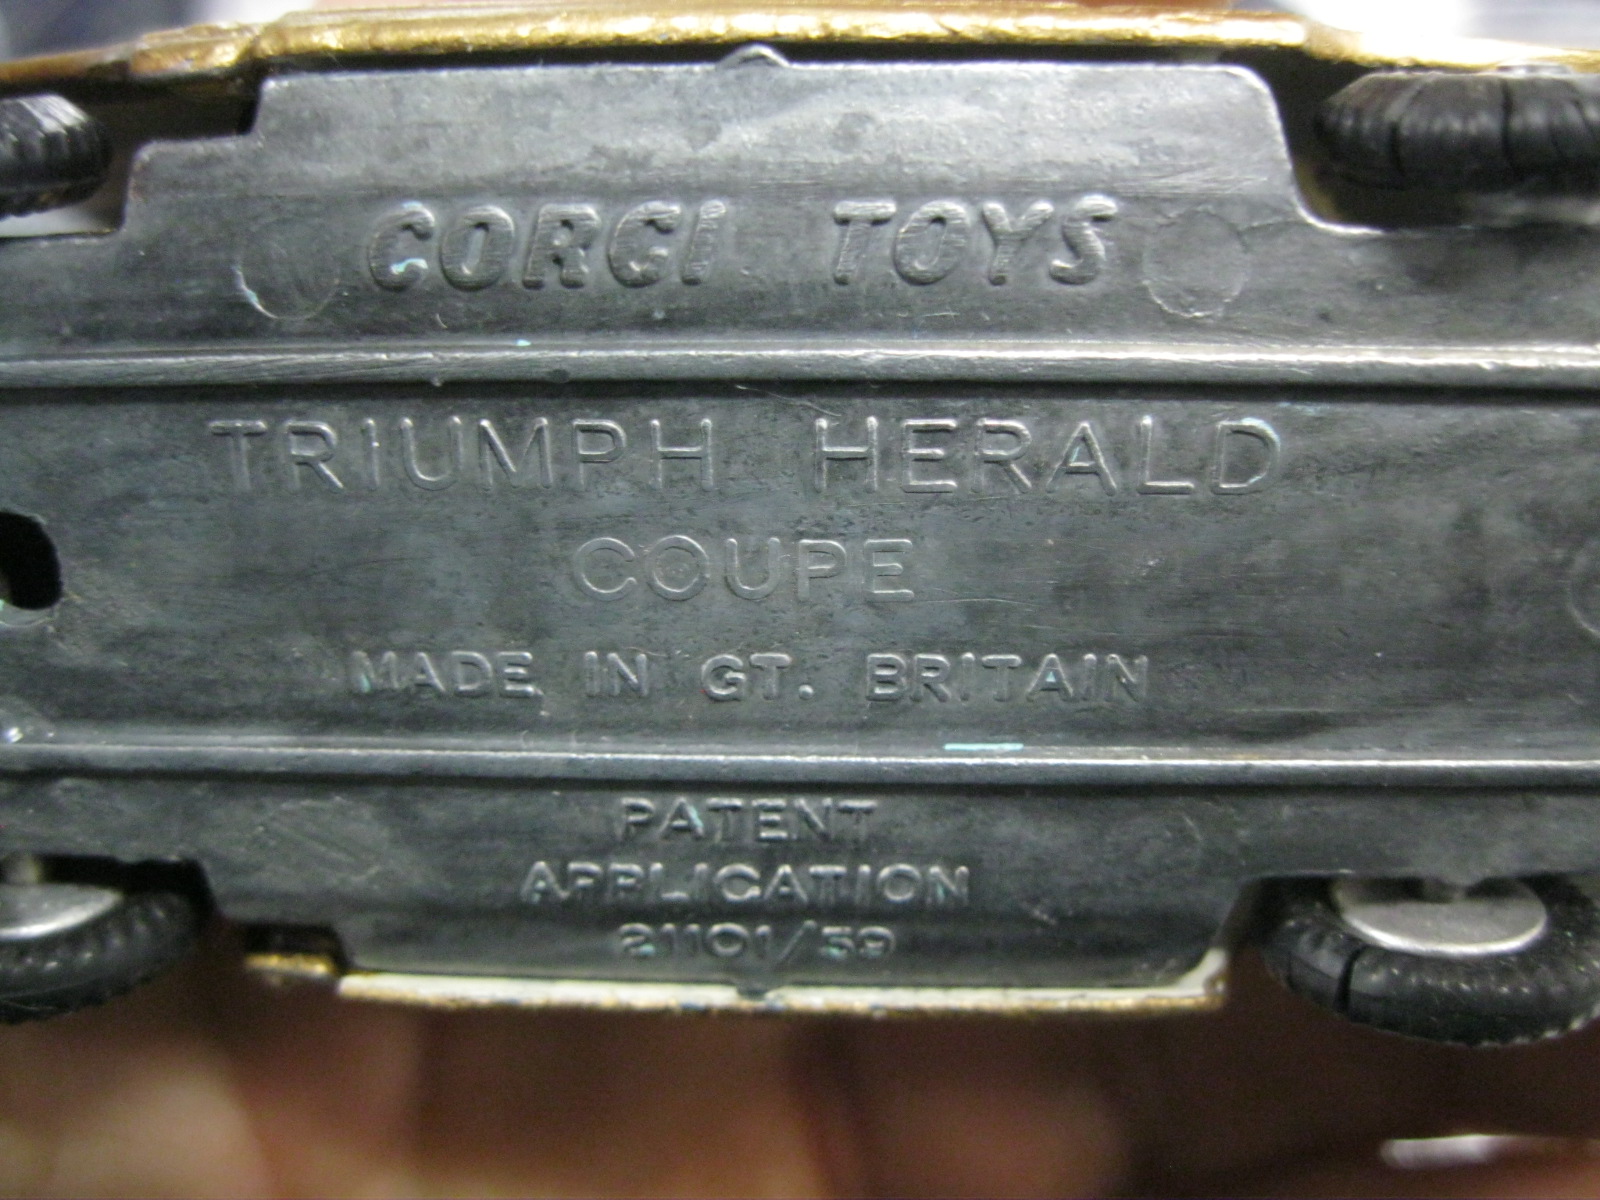 CORGI TOYS
TRIUMPH HERALD
COUPE
MADE IN GT. BRITAIN
PATENT
APPLICATION
21101/59